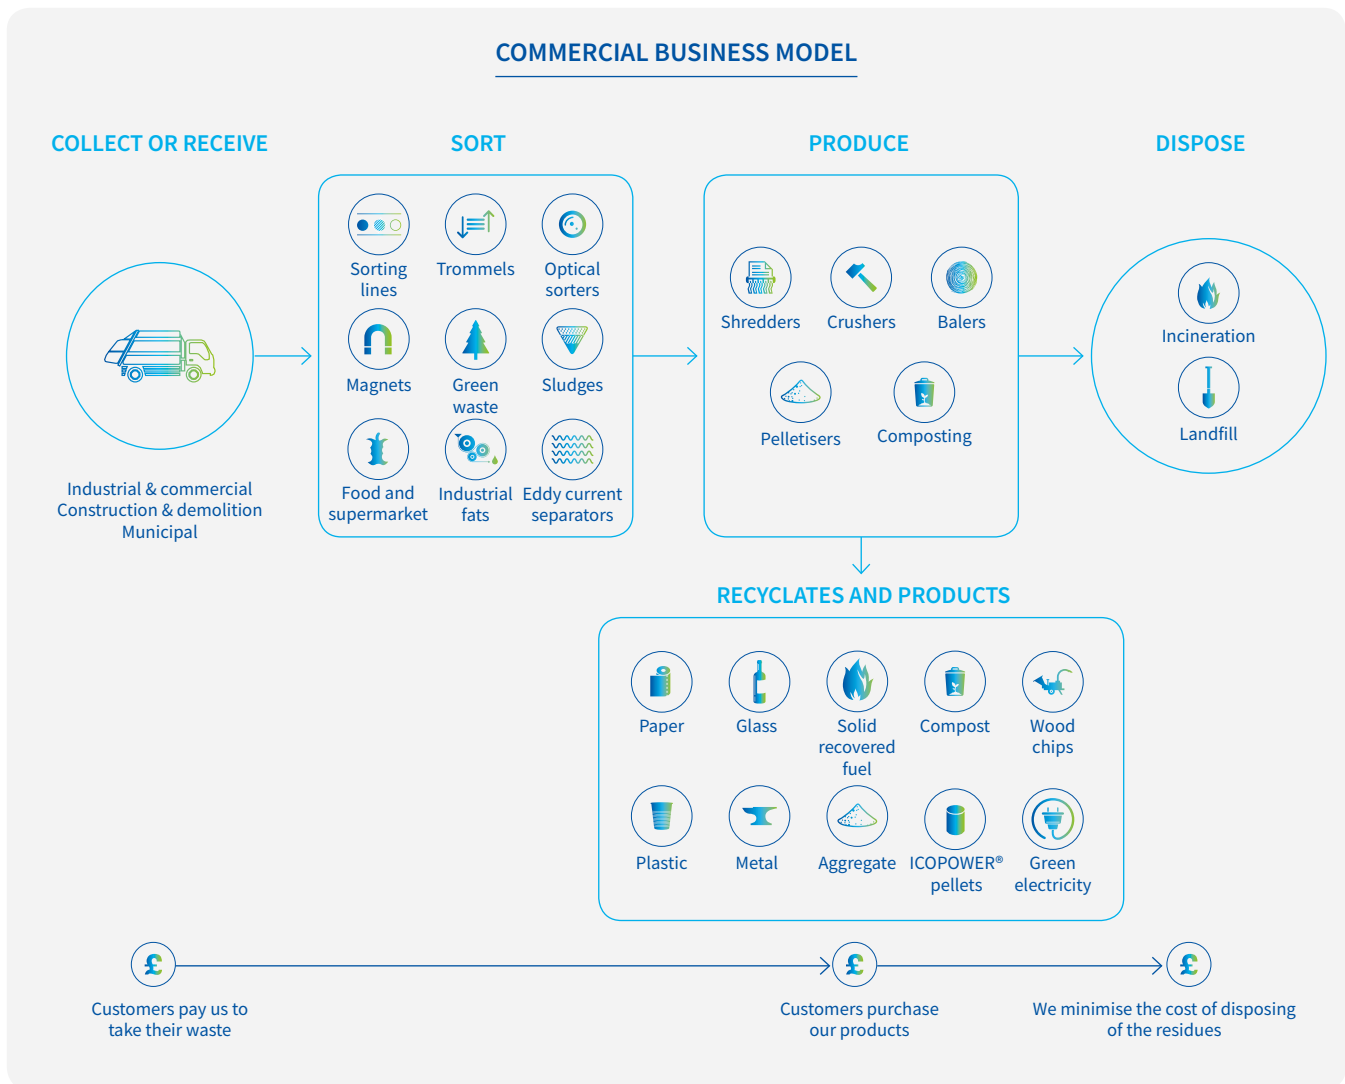 COMMERCIAL BUSINESS MODEL
COLLECT OR RECEIVE
Industrial & commercial
Construction & demolition
Municipal
SORT
Sorting
lines
Trommels
Optical
sorters
Magnets
Green
waste
Sludges
Food and
supermarket
Industrial
fats
Eddy current
separators
PRODUCE
Shredders
Crushers
Balers
Pelletisers
Composting
DISPOSE
Incineration
Landfill
RECYCLATES AND PRODUCTS
Paper
Glass
Solid
recovered
fuel
Compost
Wood
chips
Plastic
Metal
Aggregate
ICOPOWER®
pellets
Green
electricity
£
Customers pay us to
take their waste
£
Customers purchase
our products
£
We minimise the cost of disposing
of the residues